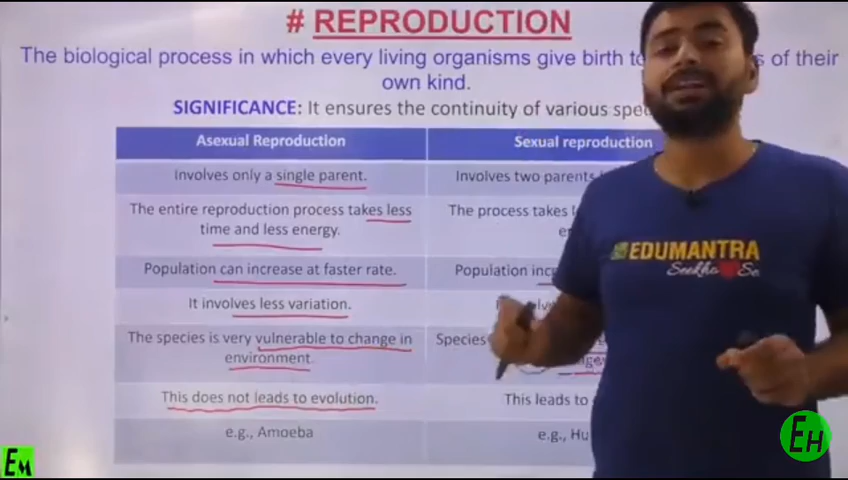 # REPRODUCTION
The biological process in which every living organisms give birth to s of their
own kind.
SIGNIFICANCE: It ensures the continuity of various spe
Asexual Reproduction
Sexual reproduction
Involves only a single parent.
Involves two parents
The entire reproduction process takes less
time and less energy.
The process takes
Population can increase at faster rate.
Population inc
It involves less variation.
The species is very vulnerable to change in
environment.
Species
This does not leads to evolution.
This leads to
e.g., Amoeba
e.g., Hu
EDUMANTRA
Seekho
EM
EH